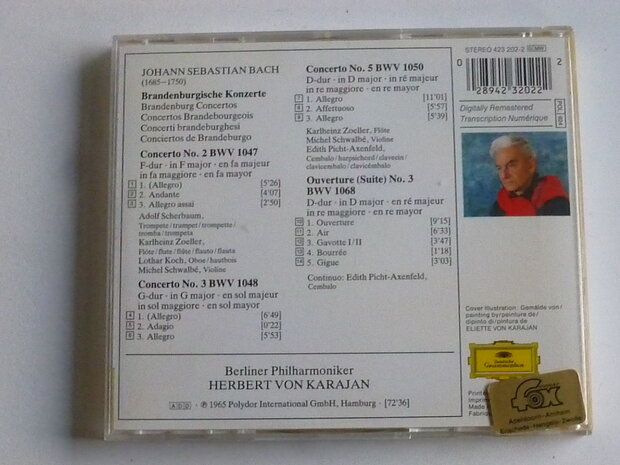 JOHANN SEBASTIAN BACH
(1685–1750)
Brandenburgische Konzerte
Brandenburg Concertos
Concertos Brandebourgeois
Concerti brandeburghesi
Conciertos de Brandeburgo
Concerto No. 2 BWV 1047
F-dur · in F major · en fa majeur
in fa maggiore · en fa mayor
1 1. (Allegro) [5'26]
2 2. Andante [4'07]
3 3. Allegro assai [2'50]
Adolf Scherbaum,
Trompete/trumpet/trompette/
tromba/trompeta
Karlheinz Zoeller,
Flöte/flute/flûte/flauto/flauta
Lothar Koch, Oboe/hautbois
Michel Schwalbé, Violine
Concerto No. 3 BWV 1048
G-dur · in G major · en sol majeur
in sol maggiore · en sol mayor
4 1. (Allegro) [6'49]
5 2. Adagio [0'22]
6 3. Allegro [5'53]
Concerto No. 5 BWV 1050
D-dur · in D major · in ré majeur
in re maggiore · en re mayor
7 1. Allegro [11'01]
8 2. Affettuoso [5'57]
9 3. Allegro [5'39]
Karlheinz Zoeller, Flöte
Michel Schwalbé, Violine
Edith Picht-Axenfeld,
Cembalo/harpsichord/clavecin/
clavicembalo/clavicémbalo
Ouverture (Suite) No. 3
BWV 1068
D-dur · in D major · en ré majeur
in re maggiore · en re mayor
10 1. Ouverture [9'15]
11 2. Air [6'33]
12 3. Gavotte I/II [3'47]
13 4. Bourrée [1'18]
14 5. Gigue [3'03]
Continuo: Edith Picht-Axenfeld,
Cembalo
Berliner Philharmoniker
HERBERT VON KARAJAN
ADD · ℗ 1965 Polydor International GmbH, Hamburg · [72'36]
STEREO 423 202-2 GMW
0 28942 32022 2
Digitally Remastered
Transcription Numérique
Cover Illustration: Gemälde von/
painting by/peinture de/
dipinto di/pintura de
ELIETTE VON KARAJAN
Deutsche
Grammophon
Printe
Imprim
Made
Fabriq
fox
Apeldoorn-Arnhem
Enschede-Hengelo-Zwolle